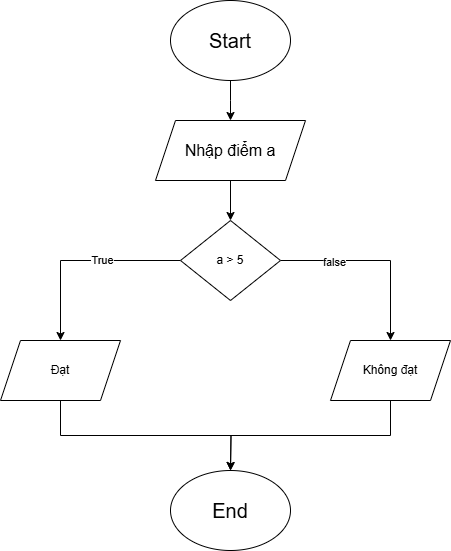 Start
Nhập điểm a
a > 5
True
false
Đạt
Không đạt
End